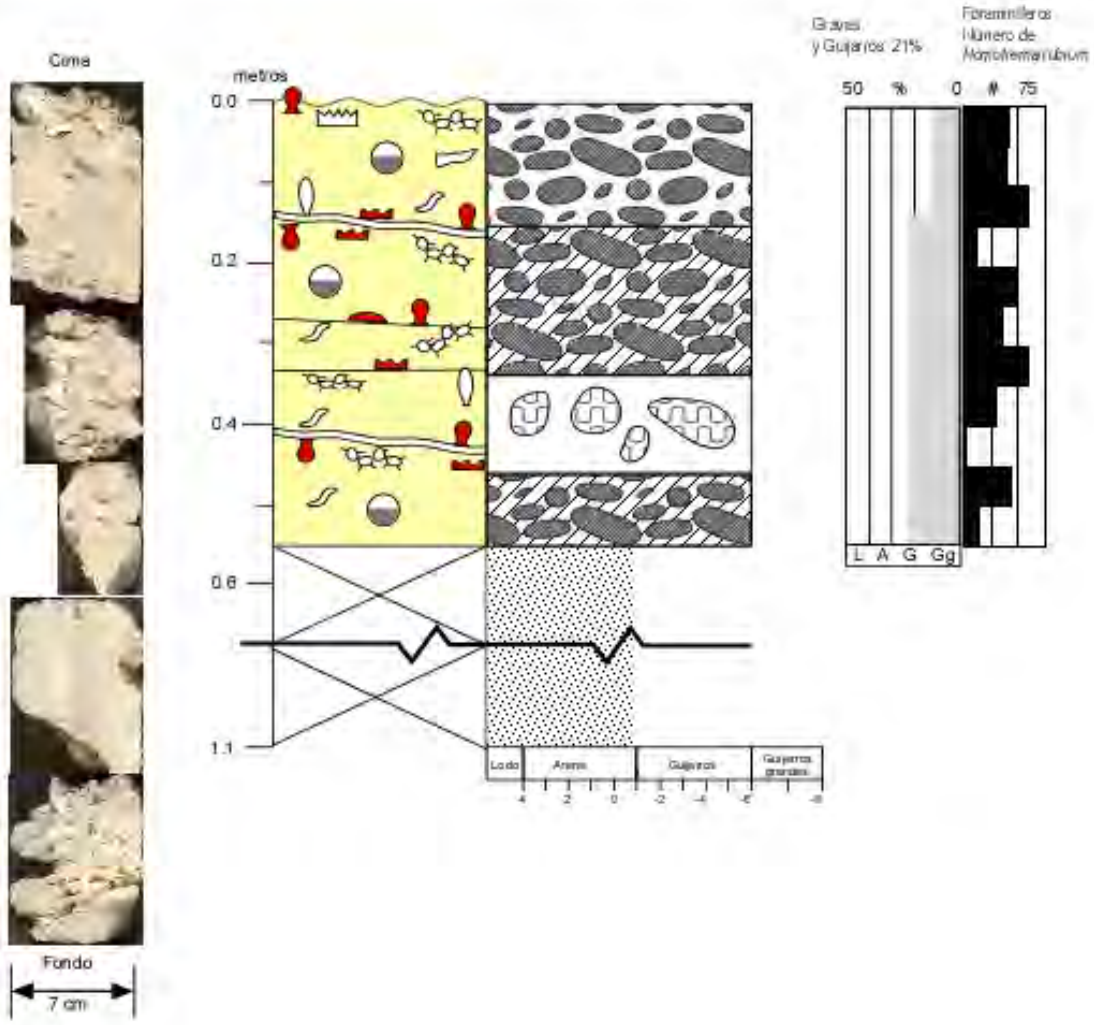 Cima
metros
0.0
0.2
0.4
0.6
1.1
Fondo
7 cm
y Guijarros 21%
50 % 0
L A G Gg
Foraminíferos
Número de
# 75
Lodo Arena Guijarros Guijarros
grandes
4 2 0 -2 -4 -6 -8